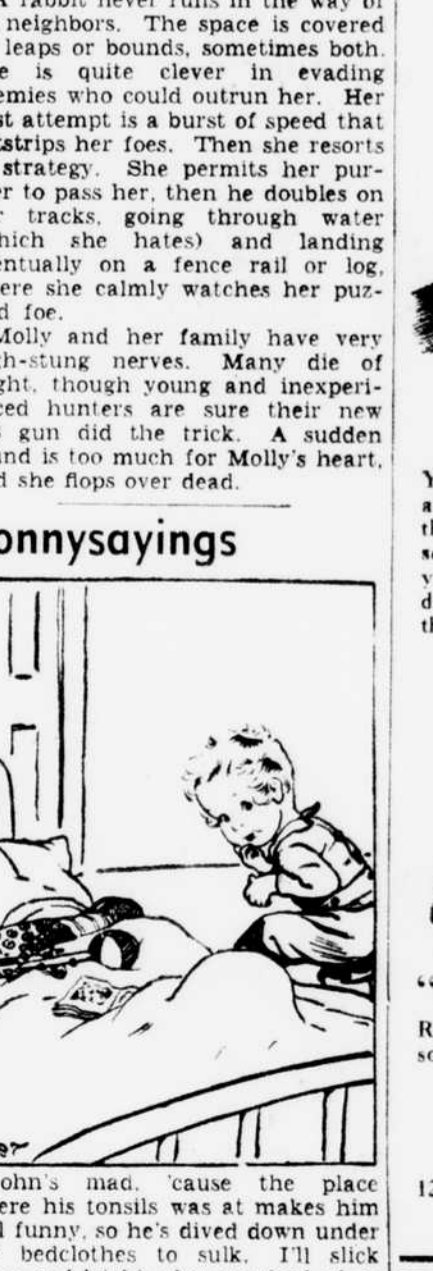 A rabbit never runs in the way of
neighbors. The space is covered
leaps or bounds, sometimes both.
e is quite clever in evading
emies who could outrun her. Her
st attempt is a burst of speed that
tstrips her foes. Then she resorts
strategy. She permits her pur-
er to pass her, then he doubles on
r tracks, going through water
hich she hates) and landing
entually on a fence rail or log,
ere she calmly watches her puz-
d foe.
Molly and her family have very
gh-stung nerves. Many die of
ght, though young and inexperi-
ced hunters are sure their new
gun did the trick. A sudden
und is too much for Molly's heart,
d she flops over dead.
onnysayings
ohn's mad, 'cause the place
ere his tonsils was at makes him
l funny, so he's dived down under
bedclothes to sulk. I'll slick
Y
a
th
se
y
d
th
“
R
so
12